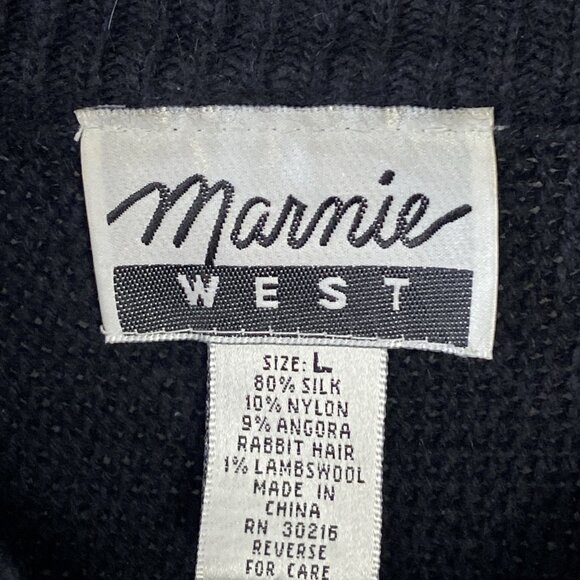 Marnie
WEST
SIZE: L
80% SILK
10% NYLON
9% ANGORA
RABBIT HAIR
1% LAMBSWOOL
MADE IN
CHINA
RN 30216
REVERSE
FOR CARE